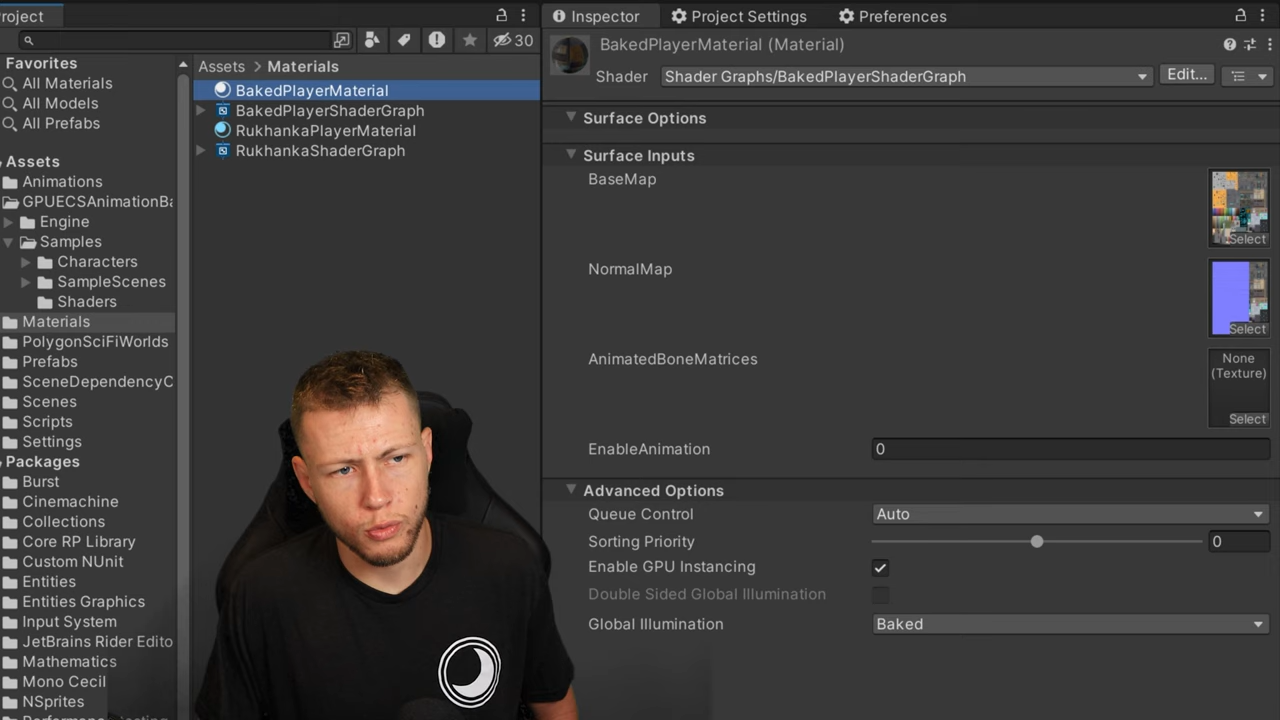 Project
30
Favorites
All Materials
All Models
All Prefabs
Assets
Animations
GPUECSAnimationBa
Engine
Samples
Characters
SampleScenes
Shaders
Materials
PolygonSciFiWorlds
Prefabs
SceneDependencyC
Scenes
Scripts
Settings
Packages
Burst
Cinemachine
Collections
Core RP Library
Custom NUnit
Entities
Entities Graphics
Input System
JetBrains Rider Edito
Mathematics
Mono Cecil
NSprites
Assets > Materials
BakedPlayerMaterial
BakedPlayerShaderGraph
RukhankaPlayerMaterial
RukhankaShaderGraph
Inspector
Project Settings
Preferences
BakedPlayerMaterial (Material)
Shader
Shader Graphs/BakedPlayerShaderGraph
Edit...
Surface Options
Surface Inputs
BaseMap
Select
NormalMap
Select
AnimatedBoneMatrices
None
(Texture)
Select
EnableAnimation
0
Advanced Options
Queue Control
Auto
Sorting Priority
0
Enable GPU Instancing
Double Sided Global Illumination
Global Illumination
Baked